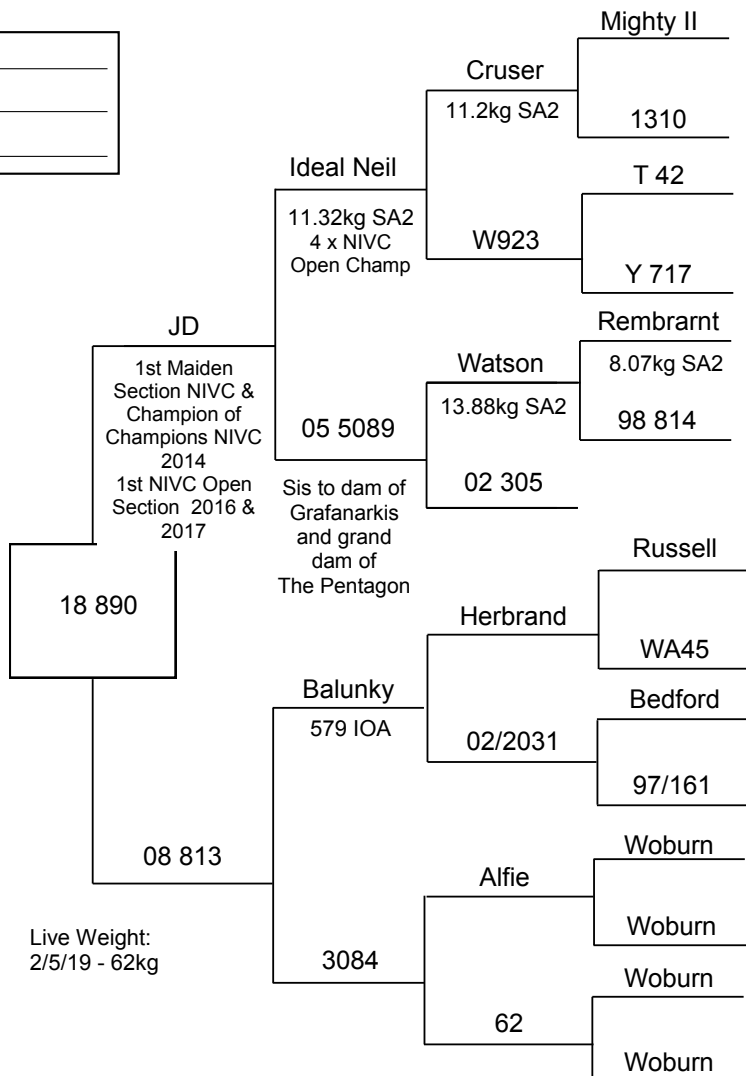 Mighty II
Cruser
11.2kg SA2
1310
Ideal Neil
T 42
11.32kg SA2
4 x NIVC
Open Champ
W923
Y 717
JD
Rembrarnt
1st Maiden
Section NIVC &
Champion of
Champions NIVC
2014
1st NIVC Open
Section 2016 &
2017
Watson
8.07kg SA2
13.88kg SA2
05 5089
98 814
02 305
Sis to dam of
Grafanarkis
and grand
dam of
The Pentagon
Russell
18 890
Herbrand
WA45
Balunky
Bedford
579 IOA
02/2031
97/161
08 813
Woburn
Alfie
Woburn
Live Weight:
2/5/19 - 62kg
3084
Woburn
62
Woburn